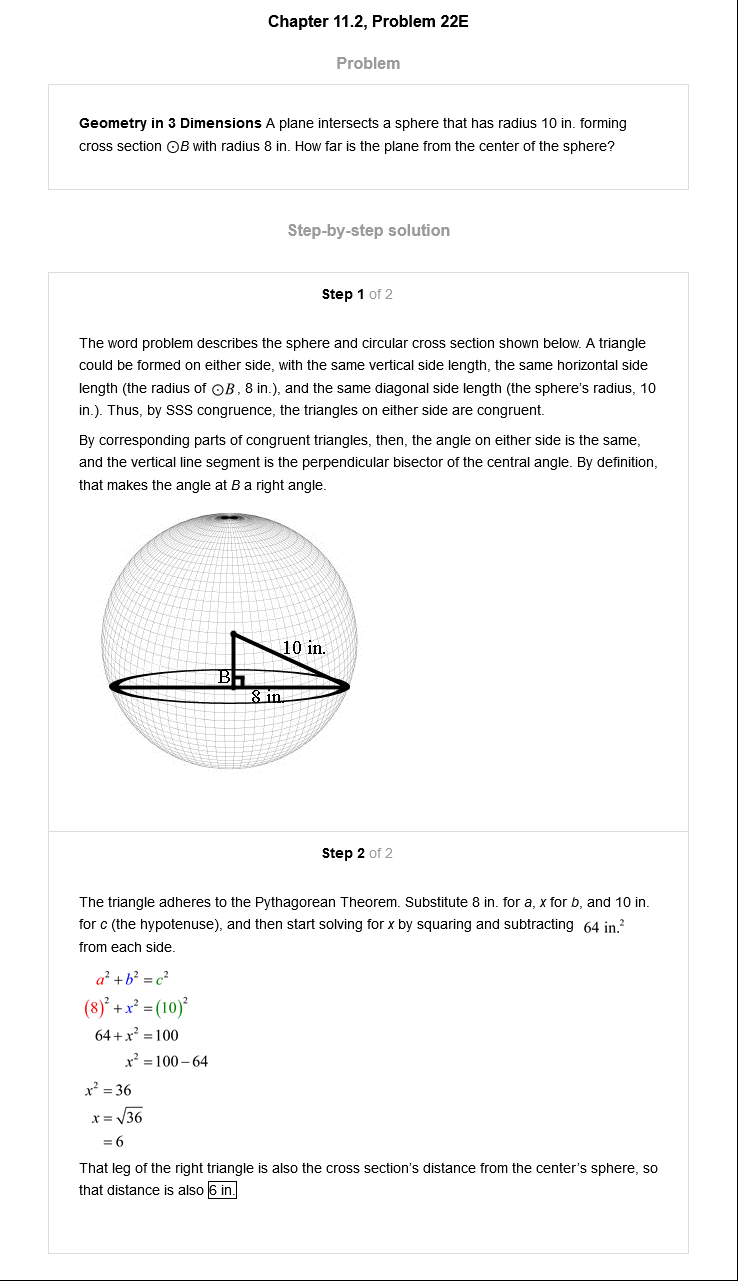 Chapter 11.2, Problem 22E
Problem
Geometry in 3 Dimensions A plane intersects a sphere that has radius 10 in. forming
cross section ⊙B with radius 8 in. How far is the plane from the center of the sphere?
Step-by-step solution
Step 1 of 2
The word problem describes the sphere and circular cross section shown below. A triangle
could be formed on either side, with the same vertical side length, the same horizontal side
length (the radius of ⊙B, 8 in.), and the same diagonal side length (the sphere's radius, 10
in.). Thus, by SSS congruence, the triangles on either side are congruent.
By corresponding parts of congruent triangles, then, the angle on either side is the same,
and the vertical line segment is the perpendicular bisector of the central angle. By definition,
that makes the angle at B a right angle.
10 in.
B
8 in.
Step 2 of 2
The triangle adheres to the Pythagorean Theorem. Substitute 8 in. for a, x for b, and 10 in.
for c (the hypotenuse), and then start solving for x by squaring and subtracting 64 in.²
from each side.
a² + b² = c²
(8)² + x² = (10)²
64 + x² = 100
x² = 100 − 64
x² = 36
x = √36
= 6
That leg of the right triangle is also the cross section's distance from the center's sphere, so
that distance is also 6 in.